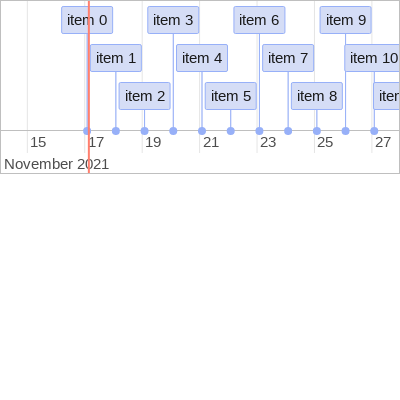 item 0 item 3 item 6 item 9
item 1 item 4 item 7 item 10
item 2 item 5 item 8
15 17 19 21 23 25 27
November 2021